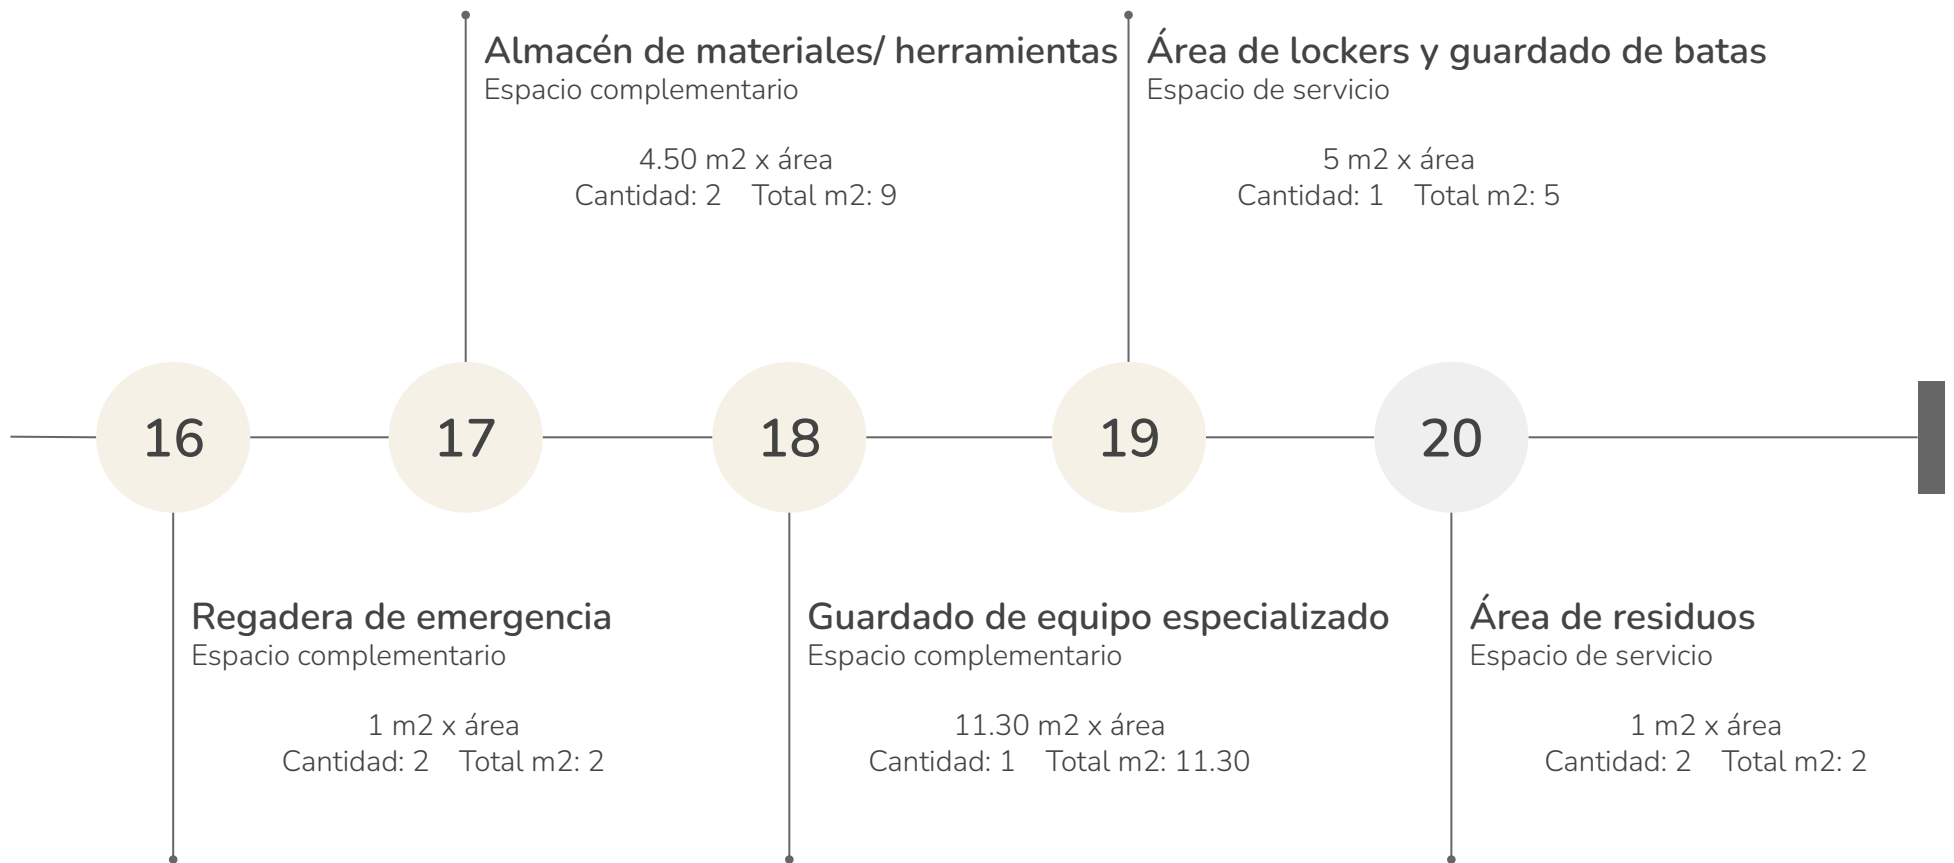 Almacén de materiales/ herramientas
Espacio complementario
4.50 m2 x área
Cantidad: 2 Total m2: 9
Área de lockers y guardado de batas
Espacio de servicio
5 m2 x área
Cantidad: 1 Total m2: 5
16
17
18
19
20
Regadera de emergencia
Espacio complementario
1 m2 x área
Cantidad: 2 Total m2: 2
Guardado de equipo especializado
Espacio complementario
11.30 m2 x área
Cantidad: 1 Total m2: 11.30
Área de residuos
Espacio de servicio
1 m2 x área
Cantidad: 2 Total m2: 2